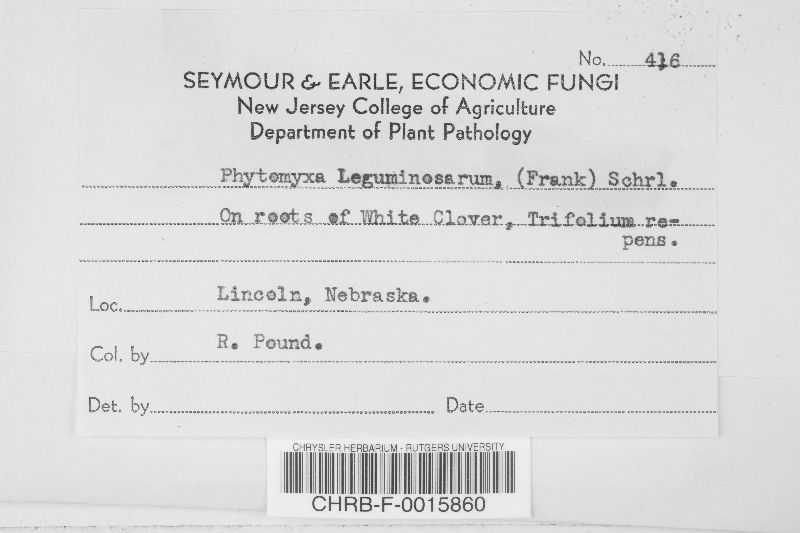 No. 416
SEYMOUR & EARLE, ECONOMIC FUNGI
New Jersey College of Agriculture
Department of Plant Pathology
Phytomyxa Leguminosarum, (Frank) Schrl.
On roots of White Clover, Trifolium re-
pens.
Loc. Lincoln, Nebraska.
Col. by R. Pound.
Det. by Date
CHRYSLER HERBARIUM - RUTGERS UNIVERSITY
CHRB-F-0015860